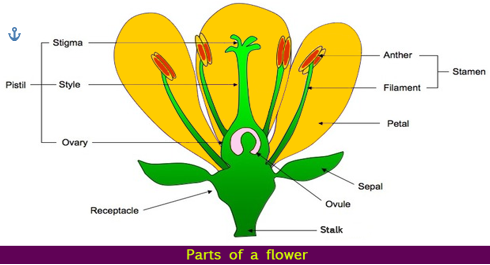 Stigma
Pistil
Style
Ovary
Receptacle
Anther
Stamen
Filament
Petal
Sepal
Ovule
Stalk
Parts of a flower